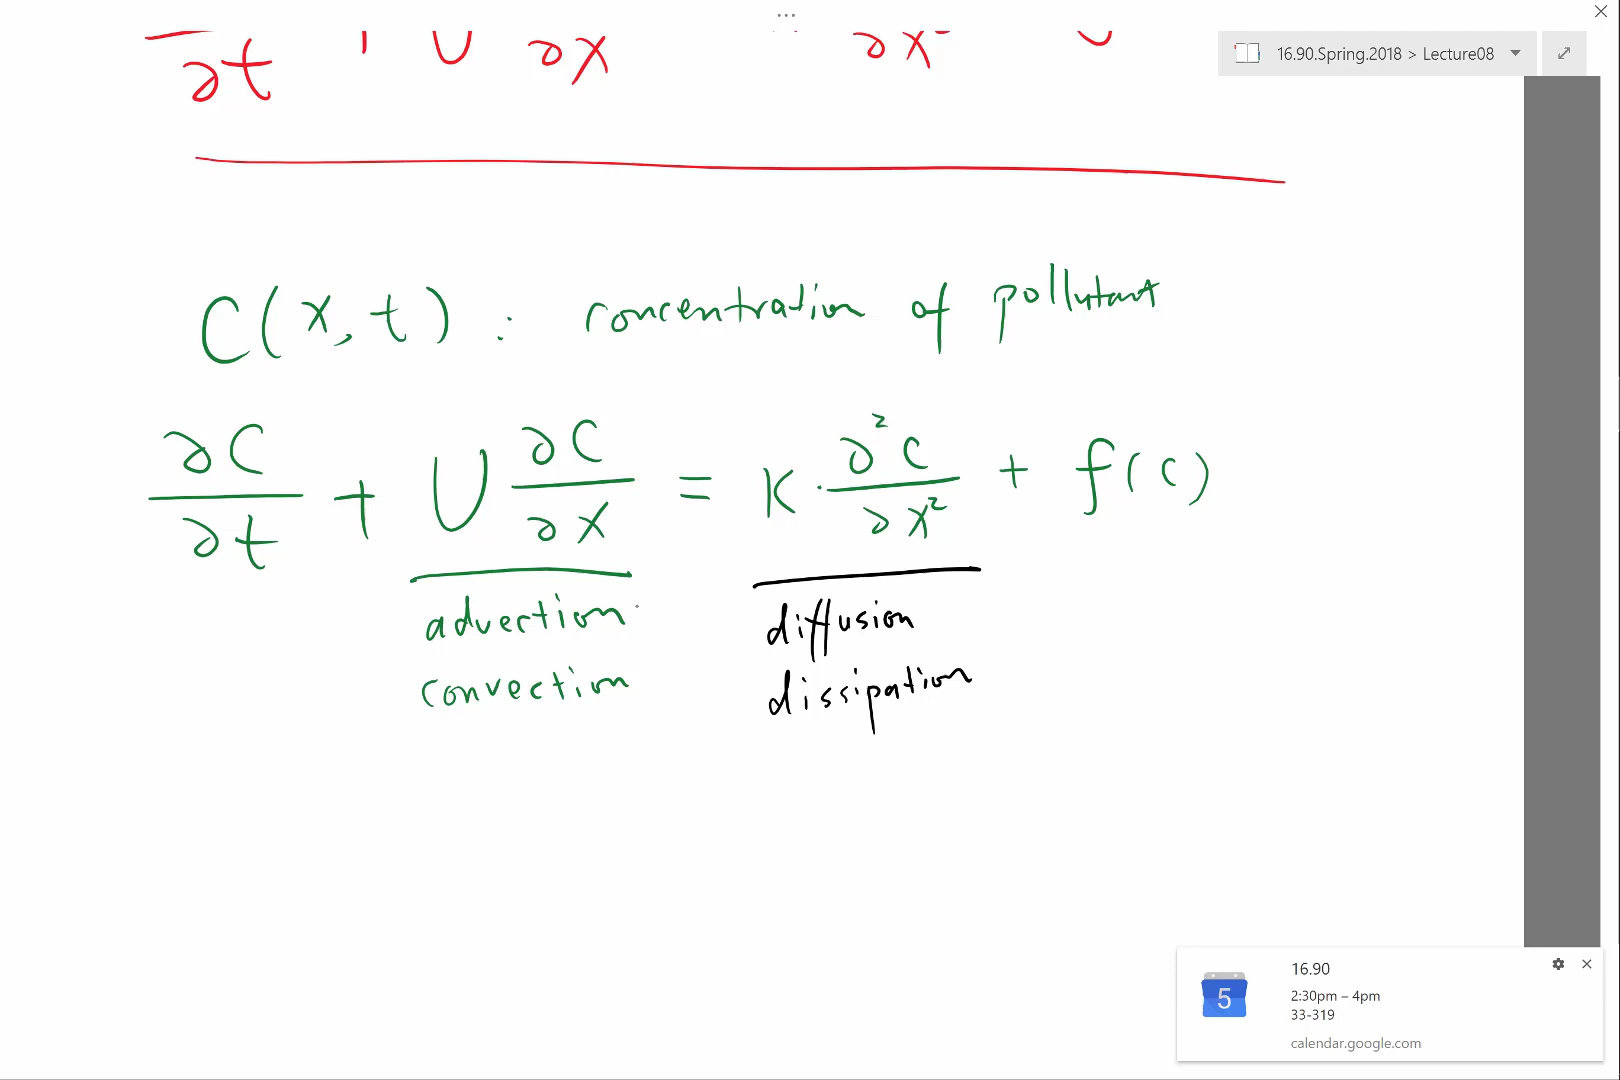 ∂t U ∂x ∂x²
16.90.Spring.2018 > Lecture08
C(x,t) : concentration of pollutant
∂C/∂t + U ∂C/∂x = K · ∂²C/∂x² + f(C)
advection diffusion
convection dissipation
5
16.90
2:30pm – 4pm
33-319
calendar.google.com